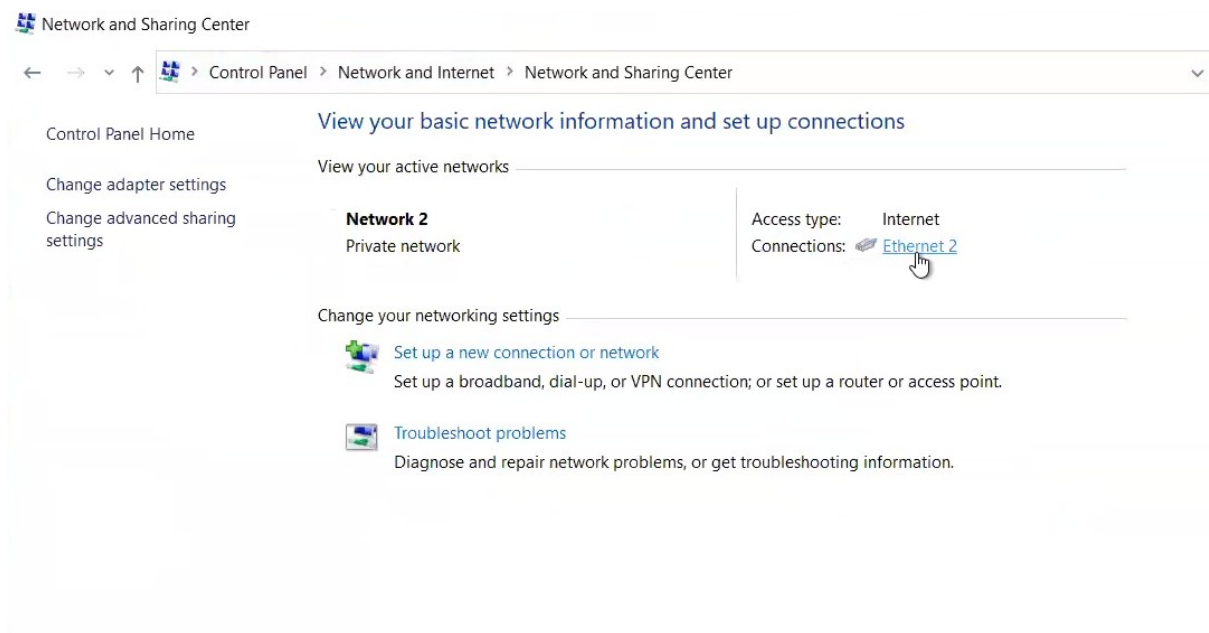 Network and Sharing Center
Control Panel > Network and Internet > Network and Sharing Center
Control Panel Home
Change adapter settings
Change advanced sharing
settings
View your basic network information and set up connections
View your active networks
Network 2
Private network
Access type: Internet
Connections: Ethernet 2
Change your networking settings
Set up a new connection or network
Set up a broadband, dial-up, or VPN connection; or set up a router or access point.
Troubleshoot problems
Diagnose and repair network problems, or get troubleshooting information.